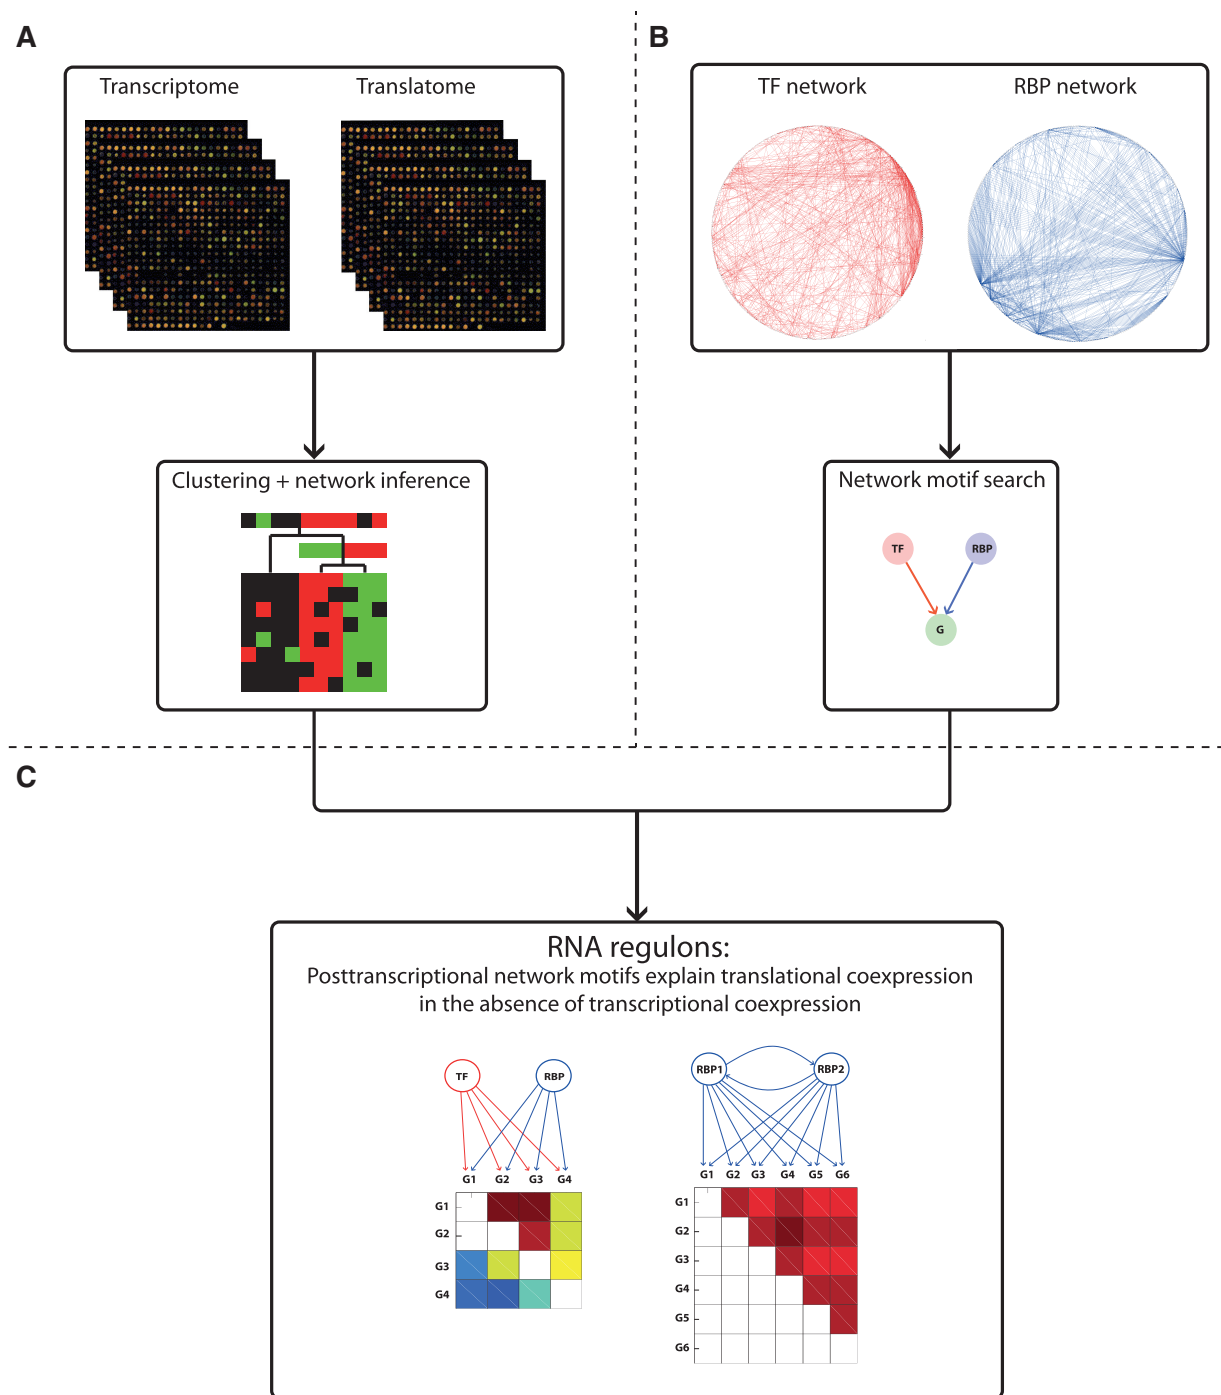 A
Transcriptome
Translatome
Clustering + network inference
B
TF network
RBP network
Network motif search
TF
RBP
G
C
RNA regulons:
Posttranscriptional network motifs explain translational coexpression
in the absence of transcriptional coexpression
TF
RBP
G1 G2 G3 G4
G1
G2
G3
G4
RBP1
RBP2
G1 G2 G3 G4 G5 G6
G1
G2
G3
G4
G5
G6